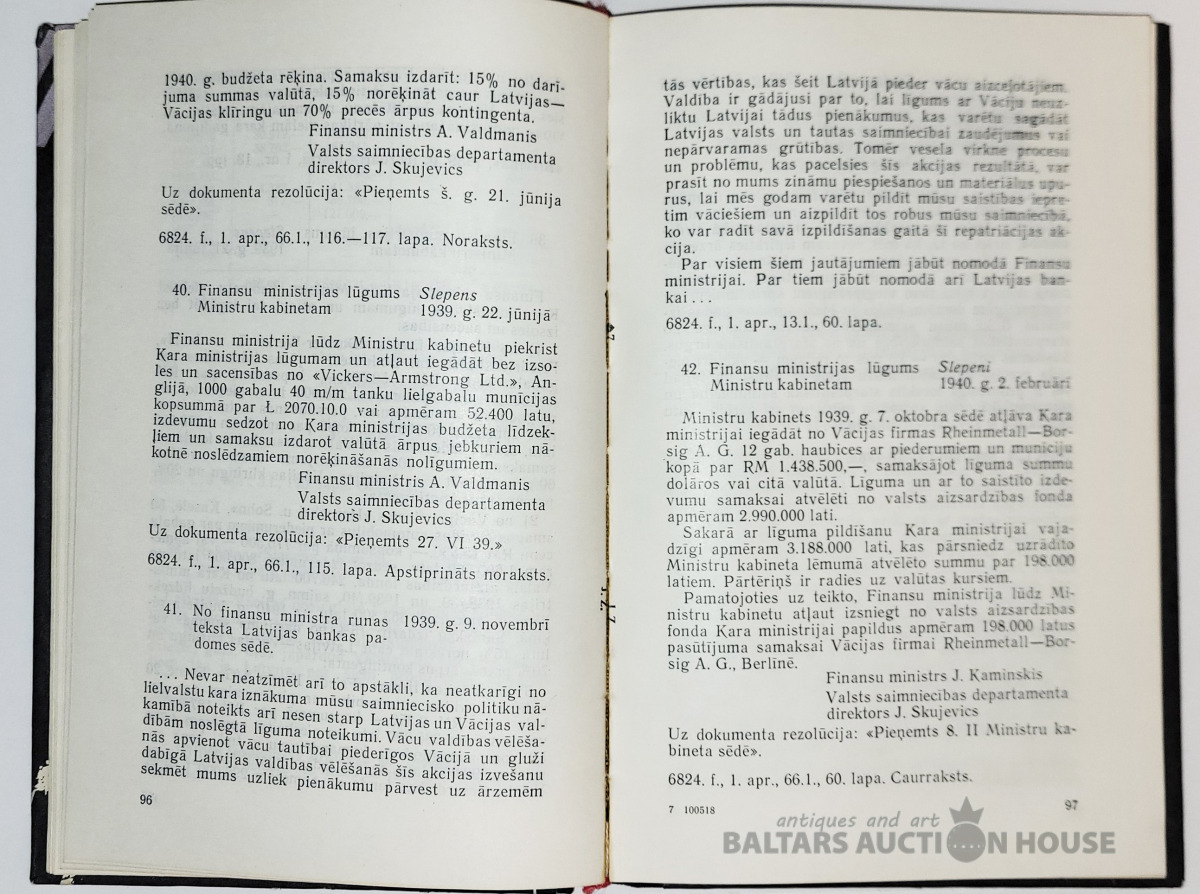 1940. g. budžeta rēķina. Samaksu izdarīt: 15% no darī-
juma summas valūtā, 15% norēķināt caur Latvijas—
Vācijas klīringu un 70% precēs ārpus kontingenta.
Finansu ministrs A. Valdmanis
Valsts saimniecības departamenta
direktors J. Skujevics
Uz dokumenta rezolūcija: «Pieņemts š. g. 21. jūnija
sēdē».
6824. f., 1. apr., 66.1., 116.—117. lapa. Noraksts.
40. Finansu ministrijas lūgums Slepens
Ministru kabinetam 1939. g. 22. jūnijā
Finansu ministrija lūdz Ministru kabinetu piekrist
Ķara ministrijas lūgumam un atļaut iegādāt bez izso-
les un sacensības no «Vickers—Armstrong Ltd.», An-
glijā, 1000 gabalu 40 m/m tanku lielgabalu munīcijas
kopsummā par Ł 2070.10.0 vai apmēram 52.400 latu,
izdevumu sedzot no Ķara ministrijas budžeta līdzek-
ļiem un samaksu izdarot valūtā ārpus jebkuriem nā-
kotnē noslēdzamiem norēķināšanās nolīgumiem.
Finansu ministris A. Valdmanis
Valsts saimniecības departamenta
direktors J. Skujevics
Uz dokumenta rezolūcija: «Pieņemts 27. VI 39.»
6824. f., 1. apr., 66.1., 115. lapa. Apstiprināts noraksts.
41. No finansu ministra runas 1939. g. 9. novembrī
teksta Latvijas bankas pa-
domes sēdē.
... Nevar neatzīmēt arī to apstākli, ka neatkarīgi no
lielvalstu kara iznākuma mūsu saimniecisko politiku nā-
kamībā noteikts arī nesen starp Latvijas un Vācijas val-
dībām noslēgtā līguma noteikumi. Vācu valdības vēlēša-
nās apvienot vācu tautībai piederīgos Vācijā un gluži
dabīgā Latvijas valdības vēlēšanās šīs akcijas izvešanu
sekmēt mums uzliek pienākumu pārvest uz ārzemēm
96
tās vērtības, kas šeit Latvijā pieder vācu aizceļotājiem.
Valdība ir gādājusi par to, lai līgums ar Vāciju neuz-
liktu Latvijai tādus pienākumus, kas varētu sagādāt
Latvijas valsts un tautas saimniecībai zaudējumus vai
nepārvaramas grūtības. Tomēr vesela virkne procesu
un problēmu, kas pacelsies šīs akcijas rezultātā, var
prasīt no mums zināmu piespiešanos un materiālus upu-
rus, lai mēs godam varētu pildīt mūsu saistības iepre-
tim vāciešiem un aizpildīt tos robus mūsu saimniecībā,
ko var radīt savā izpildīšanas gaitā šī repatriācijas ak-
cija.
Par visiem šiem jautājumiem jābūt nomodā Finansu
ministrijai. Par tiem jābūt nomodā arī Latvijas ban-
kai...
6824. f., 1. apr., 13.1., 60. lapa.
42. Finansu ministrijas lūgums Slepeni
Ministru kabinetam 1940. g. 2. februārī
Ministru kabinets 1939. g. 7. oktobra sēdē atļāva Ķara
ministrijai iegādāt no Vācijas firmas Rheinmetall—Bor-
sig A. G. 12 gab. haubices ar piederumiem un munīciju
kopā par RM 1.438.500,—, samaksājot līguma summu
dolāros vai citā valūtā. Līguma un ar to saistīto izde-
vumu samaksai atvēlēti no valsts aizsardzības fonda
apmēram 2.990.000 lati.
Sakarā ar līguma pildīšanu Ķara ministrijai vaja-
dzīgi apmēram 3.188.000 lati, kas pārsniedz uzrādīto
Ministru kabineta lēmumā atvēlēto summu par 198.000
latiem. Pārtēriņš ir radies uz valūtas kursiem.
Pamatojoties uz teikto, Finansu ministrija lūdz Mi-
nistru kabinetu atļaut izsniegt no valsts aizsardzības
fonda Ķara ministrijai papildus apmēram 198.000 latus
pasūtījuma samaksai Vācijas firmai Rheinmetall—Bor-
sig A. G., Berlīnē.
Finansu ministrs J. Kaminskis
Valsts saimniecības departamenta
direktors J. Skujevics
Uz dokumenta rezolūcija: «Pieņemts 8. II Ministru ka-
bineta sēdē».
6824. f., 1. apr., 66.1., 60. lapa. Caurraksts.
7 100518 97
antiques and art
BALTARS AUCTION HOUSE